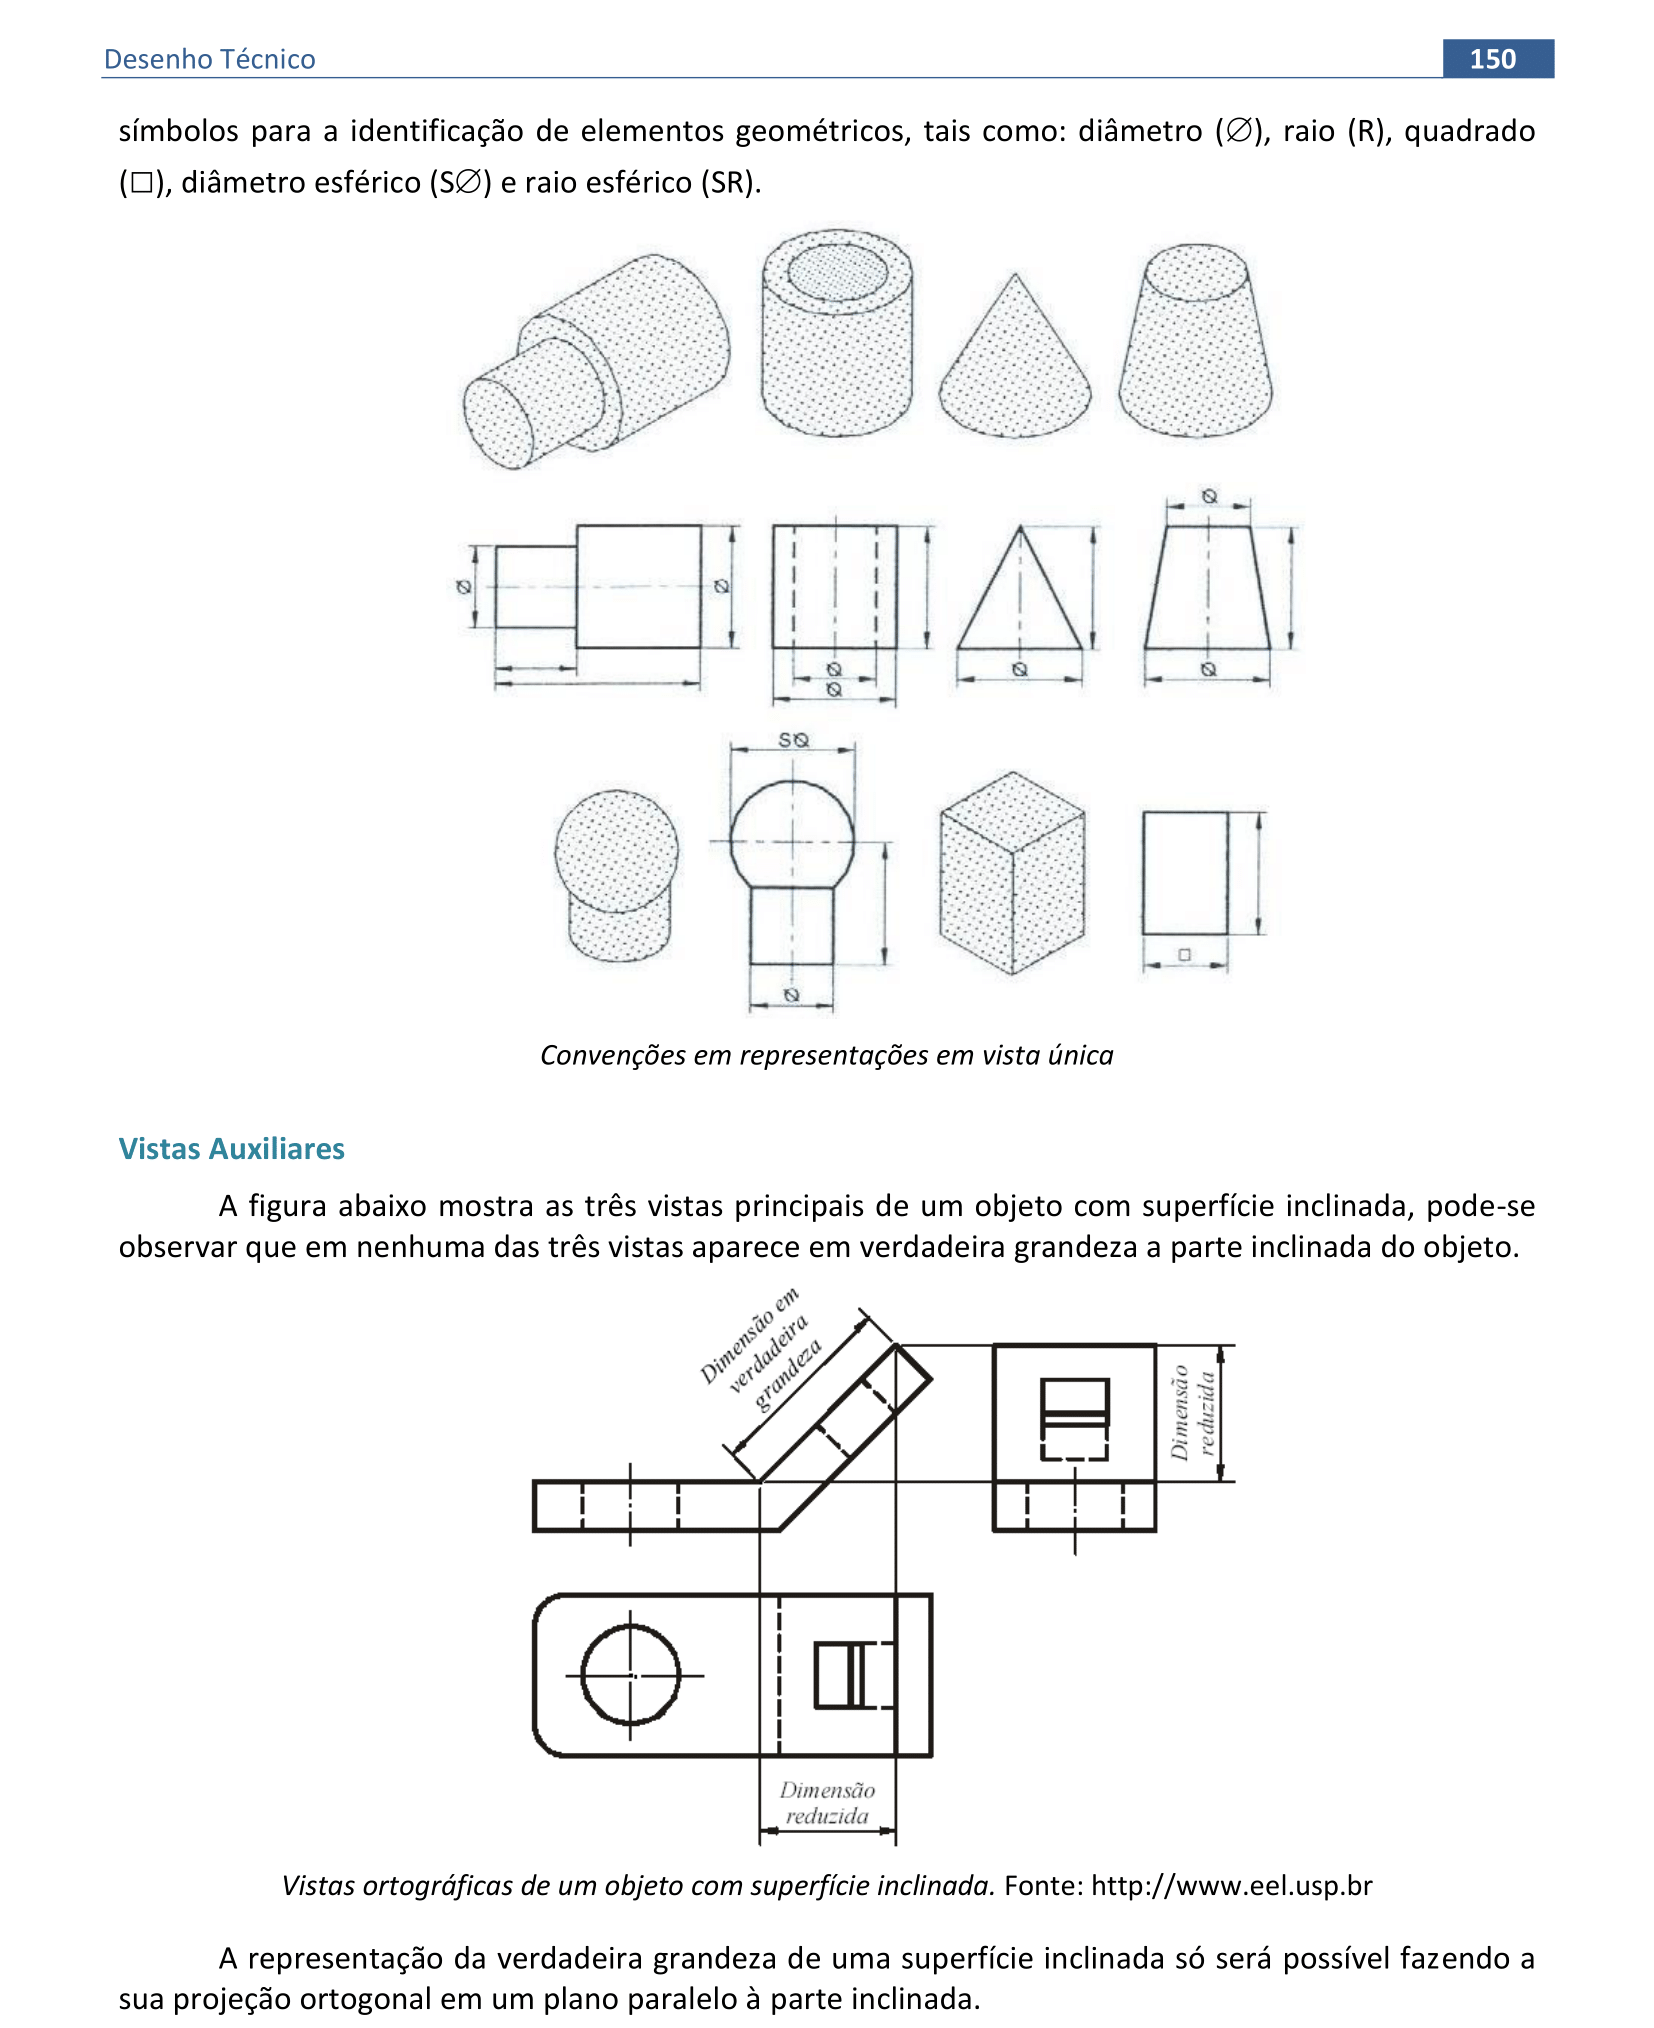 Desenho Técnico 150
símbolos para a identificação de elementos geométricos, tais como: diâmetro (∅), raio (R), quadrado
(□), diâmetro esférico (S∅) e raio esférico (SR).
Ø
Ø Ø
Ø Ø Ø
Ø
SØ
□
Ø
Convenções em representações em vista única
Vistas Auxiliares
A figura abaixo mostra as três vistas principais de um objeto com superfície inclinada, pode-se
observar que em nenhuma das três vistas aparece em verdadeira grandeza a parte inclinada do objeto.
Dimensão em
verdadeira
grandeza
Dimensão
reduzida
Dimensão
reduzida
Vistas ortográficas de um objeto com superfície inclinada. Fonte: http://www.eel.usp.br
A representação da verdadeira grandeza de uma superfície inclinada só será possível fazendo a
sua projeção ortogonal em um plano paralelo à parte inclinada.